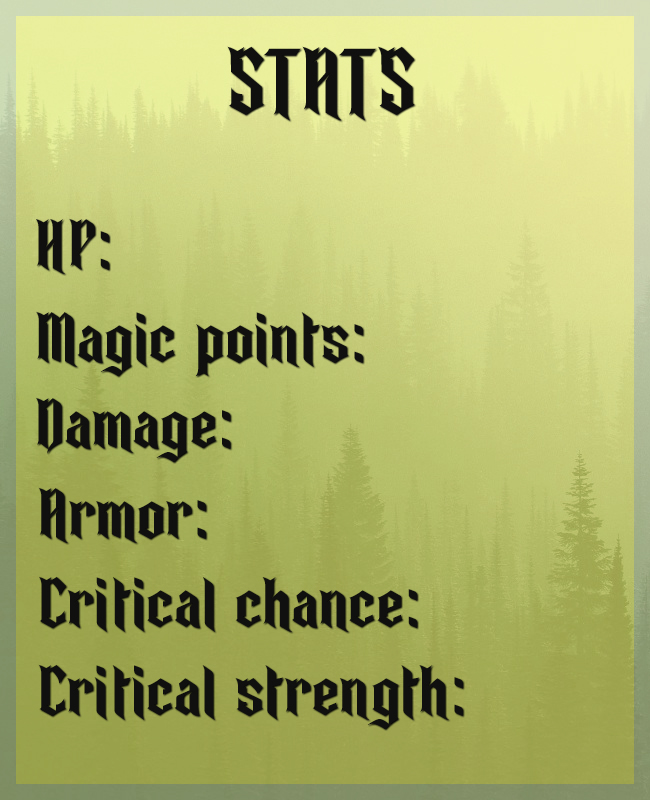 STATS
HP:
Magic points:
Damage:
Armor:
Critical chance:
Critical strength: